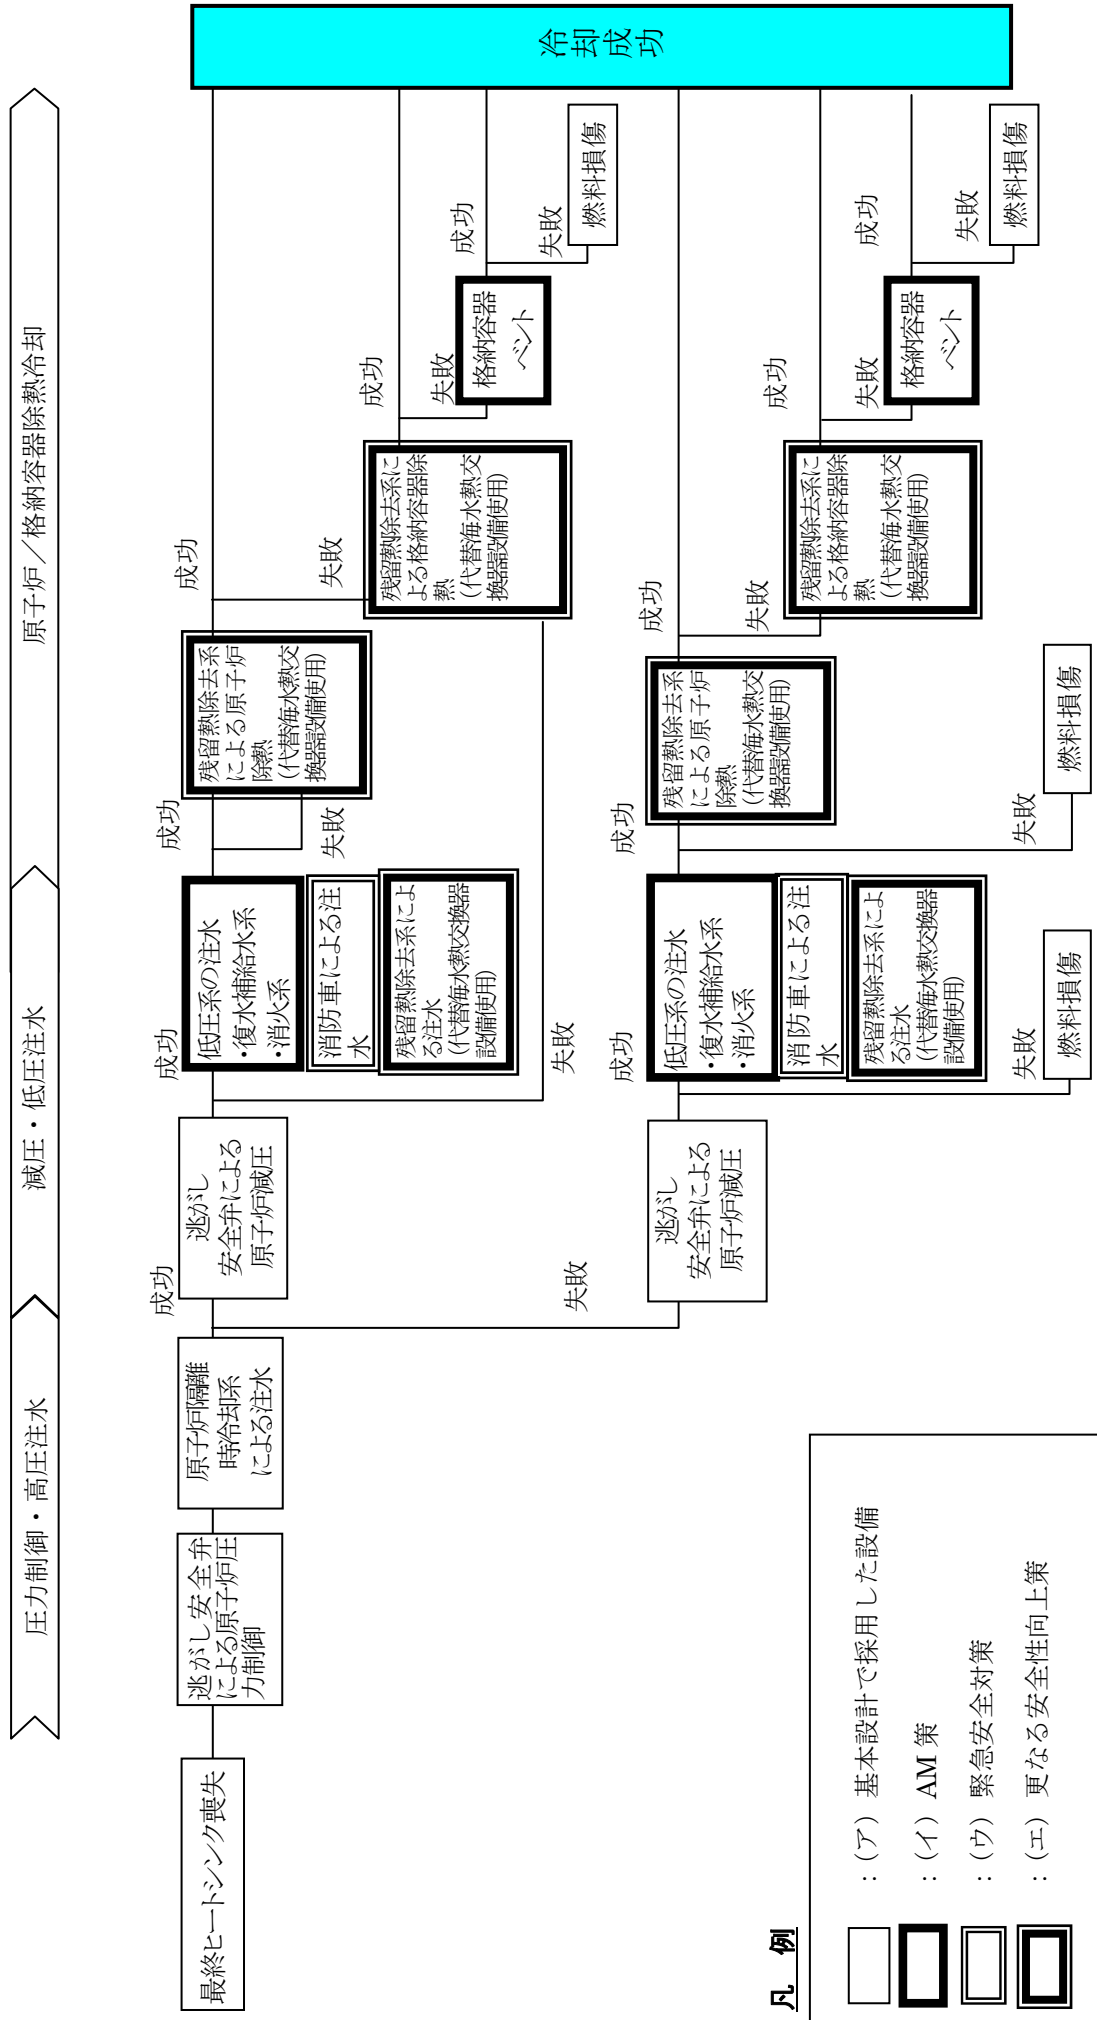 圧力制御・高圧注水
減圧・低圧注水
原子炉／格納容器除熱冷却
最終ヒートシンク喪失
逃がし安全弁
による原子炉圧
力制御
原子炉隔離
時冷却系
による注水
成功
失敗
逃がし
安全弁による
原子炉減圧
成功
失敗
低圧系の注水
・復水補給水系
・消火系
消防車による注
水
残留熱除去系によ
る注水
(代替海水熱交換器
設備使用)
成功
失敗
残留熱除去系
による原子炉
除熱
(代替海水熱交
換器設備使用)
成功
失敗
残留熱除去系に
よる格納容器除
熱
(代替海水熱交
換器設備使用)
成功
失敗
格納容器
ベント
成功
失敗
燃料損傷
冷却成功
逃がし
安全弁による
原子炉減圧
成功
失敗
燃料損傷
低圧系の注水
・復水補給水系
・消火系
消防車による注
水
残留熱除去系によ
る注水
(代替海水熱交換器
設備使用)
成功
失敗
燃料損傷
残留熱除去系
による原子炉
除熱
(代替海水熱交
換器設備使用)
成功
失敗
残留熱除去系に
よる格納容器除
熱
(代替海水熱交
換器設備使用)
成功
失敗
格納容器
ベント
成功
失敗
燃料損傷
凡 例
：(ア) 基本設計で採用した設備
：(イ) AM 策
：(ウ) 緊急安全対策
：(エ) 更なる安全性向上策